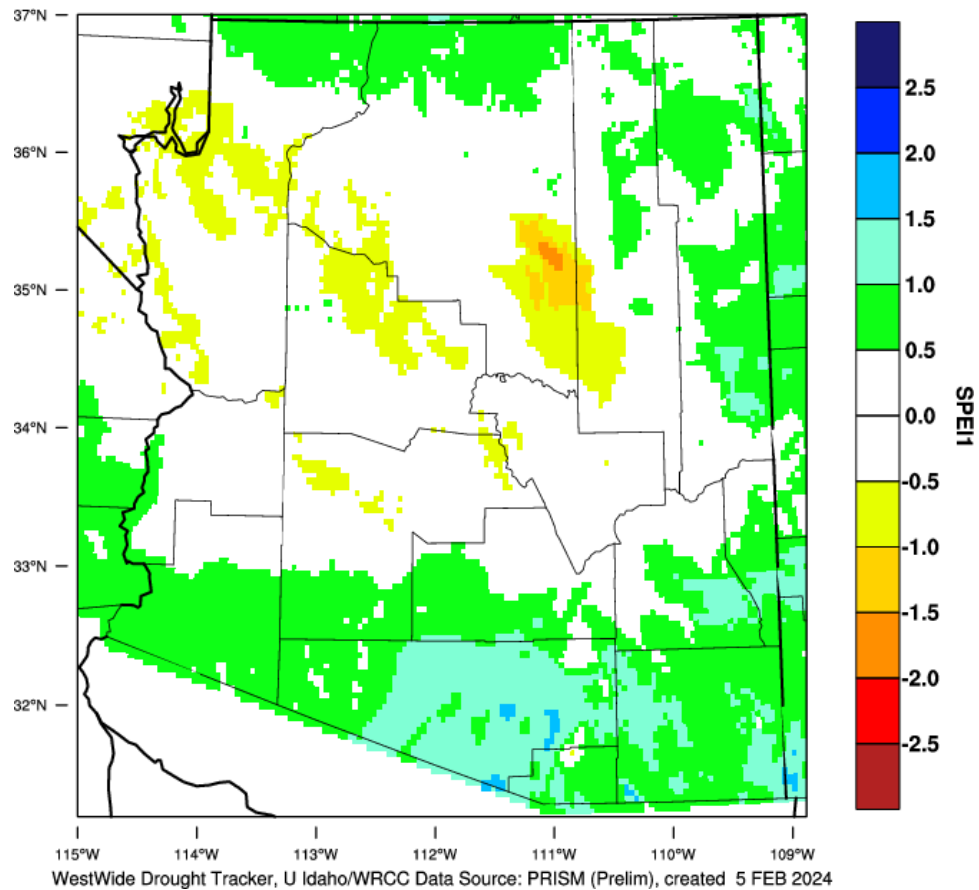 37°N
36°N
35°N
34°N
33°N
32°N
115°W 114°W 113°W 112°W 111°W 110°W 109°W
2.5
2.0
1.5
1.0
0.5
0.0
-0.5
-1.0
-1.5
-2.0
-2.5
SPEI1
WestWide Drought Tracker, U Idaho/WRCC Data Source: PRISM (Prelim), created 5 FEB 2024